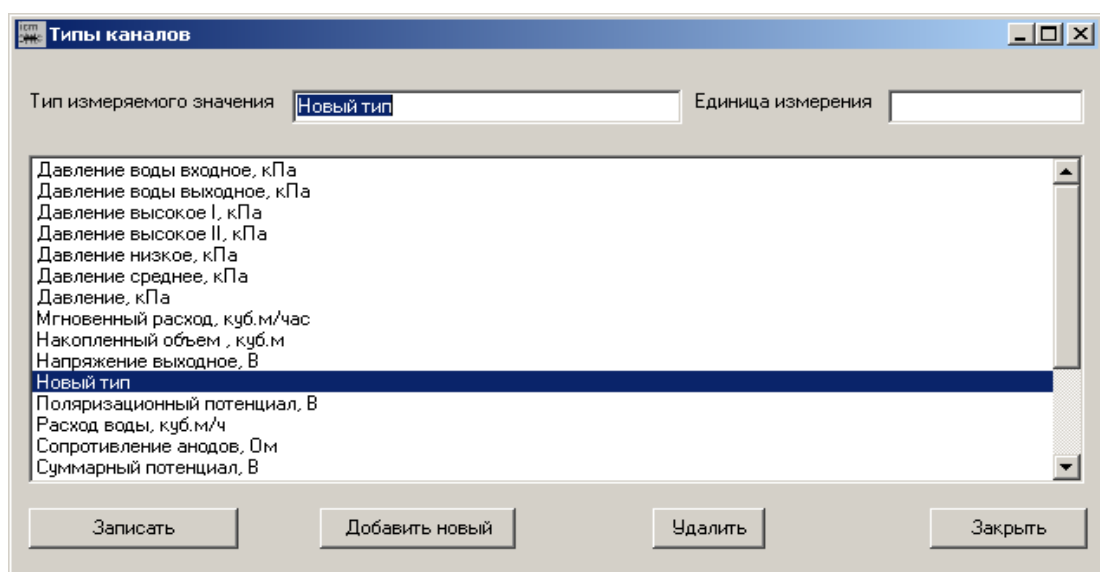 Типы каналов
Тип измеряемого значения Новый тип Единица измерения
Давление воды входное, кПа
Давление воды выходное, кПа
Давление высокое I, кПа
Давление высокое II, кПа
Давление низкое, кПа
Давление среднее, кПа
Давление, кПа
Мгновенный расход, куб.м/час
Накопленный объем , куб.м
Напряжение выходное, В
Новый тип
Поляризационный потенциал, В
Расход воды, куб.м/ч
Сопротивление анодов, Ом
Суммарный потенциал, В
Записать Добавить новый Удалить Закрыть